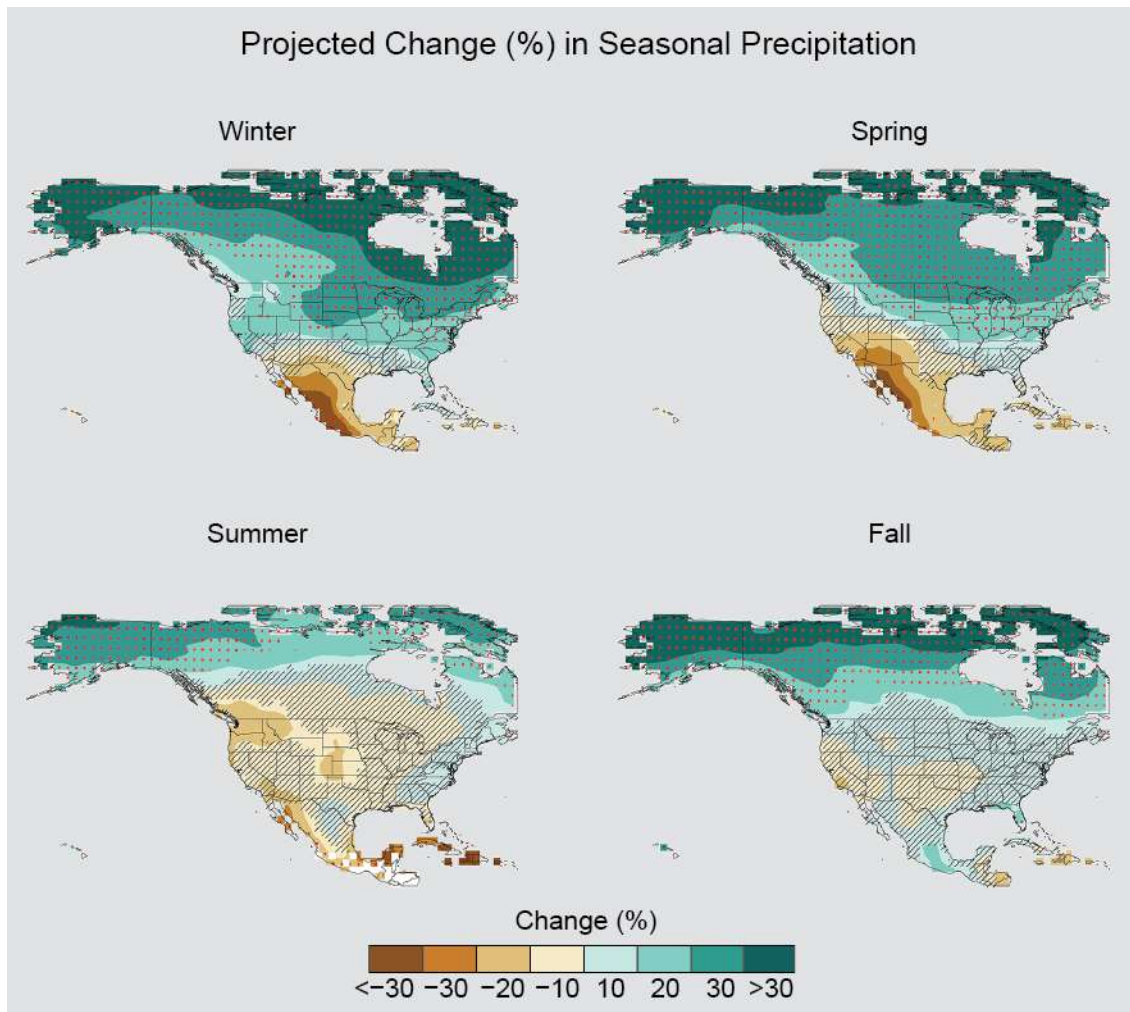 Projected Change (%) in Seasonal Precipitation
Winter
Spring
Summer
Fall
Change (%)
<−30 −30 −20 −10 10 20 30 >30